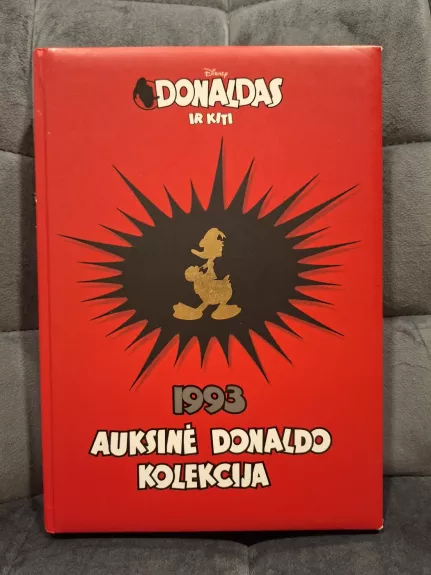 Disney
DONALDAS
IR KITI
1993
AUKSINĖ DONALDO
KOLEKCIJA